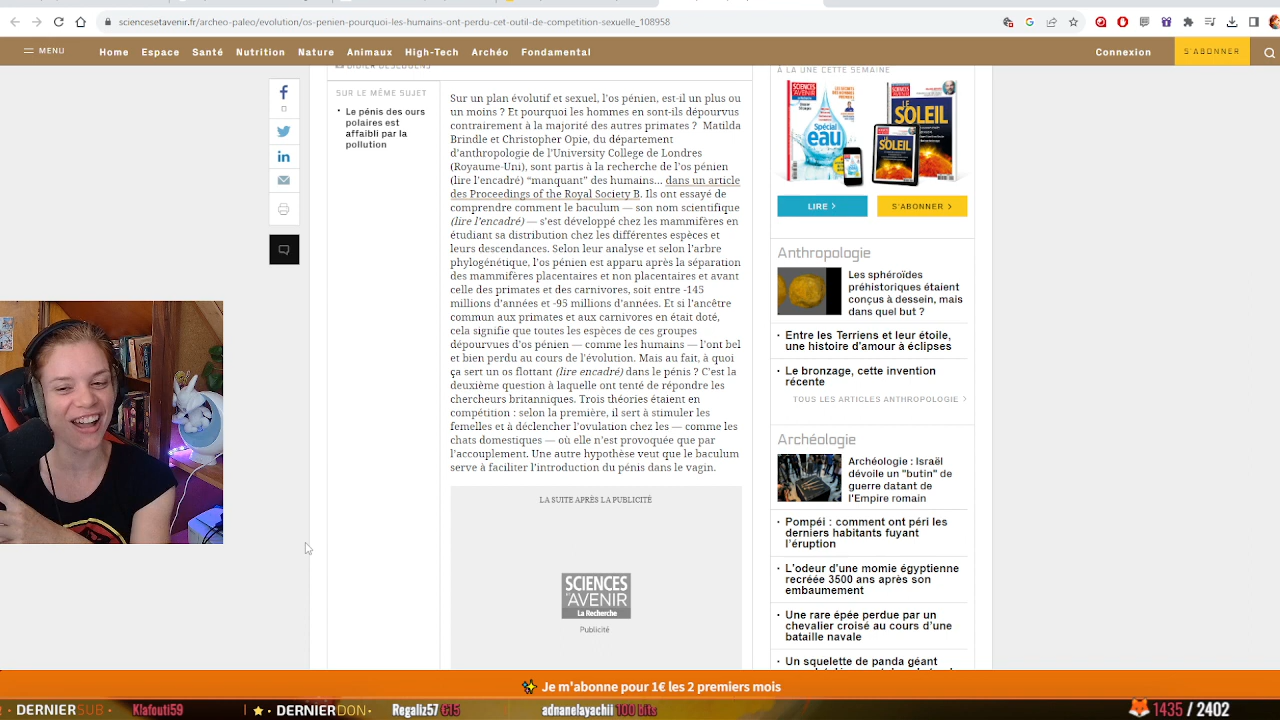 sciencesetavenir.fr/archeo-paleo/evolution/os-penien-pourquoi-les-humains-ont-perdu-cet-outil-de-competition-sexuelle_108958
MENU
Home Espace Santé Nutrition Nature Animaux High-Tech Archéo Fondamental
Connexion
S'ABONNER
DIDIER DESCOUENS
SUR LE MÊME SUJET
Le pénis des ours
polaires est
affaibli par la
pollution
0
Sur un plan évolutif et sexuel, l'os pénien, est-il un plus ou
un moins ? Et pourquoi les hommes en sont-ils dépourvus
contrairement à la majorité des autres primates ? Matilda
Brindle et Christopher Opie, du département
d'anthropologie de l'University College de Londres
(Royaume-Uni), sont partis à la recherche de l'os pénien
(lire l'encadré) "manquant" des humains... dans un article
des Proceedings of the Royal Society B. Ils ont essayé de
comprendre comment le baculum — son nom scientifique
(lire l'encadré) — s'est développé chez les mammifères en
étudiant sa distribution chez les différentes espèces et
leurs descendances. Selon leur analyse et selon l'arbre
phylogénétique, l'os pénien est apparu après la séparation
des mammifères placentaires et non placentaires et avant
celle des primates et des carnivores, soit entre -145
millions d'années et -95 millions d'années. Et si l'ancêtre
commun aux primates et aux carnivores en était doté,
cela signifie que toutes les espèces de ces groupes
dépourvues d'os pénien — comme les humains — l'ont bel
et bien perdu au cours de l'évolution. Mais au fait, à quoi
ça sert un os flottant (lire encadré) dans le pénis ? C'est la
deuxième question à laquelle ont tenté de répondre les
chercheurs britanniques. Trois théories étaient en
compétition : selon la première, il sert à stimuler les
femelles et à déclencher l'ovulation chez les — comme les
chats domestiques — où elle n'est provoquée que par
l'accouplement. Une autre hypothèse veut que le baculum
serve à faciliter l'introduction du pénis dans le vagin.
LA SUITE APRÈS LA PUBLICITÉ
SCIENCES
AVENIR
La Recherche
Publicité
À LA UNE CETTE SEMAINE
SCIENCES
AVENIR
Spécial
eau
LE
SOLEIL
LE
SOLEIL
LIRE
S'ABONNER
Anthropologie
Les sphéroïdes
préhistoriques étaient
conçus à dessein, mais
dans quel but ?
Entre les Terriens et leur étoile,
une histoire d'amour à éclipses
Le bronzage, cette invention
récente
TOUS LES ARTICLES ANTHROPOLOGIE
Archéologie
Archéologie : Israël
dévoile un "butin" de
guerre datant de
l'Empire romain
Pompéi : comment ont péri les
derniers habitants fuyant
l'éruption
L'odeur d'une momie égyptienne
recréée 3500 ans après son
embaumement
Une rare épée perdue par un
chevalier croisé au cours d'une
bataille navale
Un squelette de panda géant
Je m'abonne pour 1€ les 2 premiers mois
DERNIERSUB Klafouti59
DERNIERDON Regaliz57 €15 adnanelayachii 100 bits
1435 / 2402